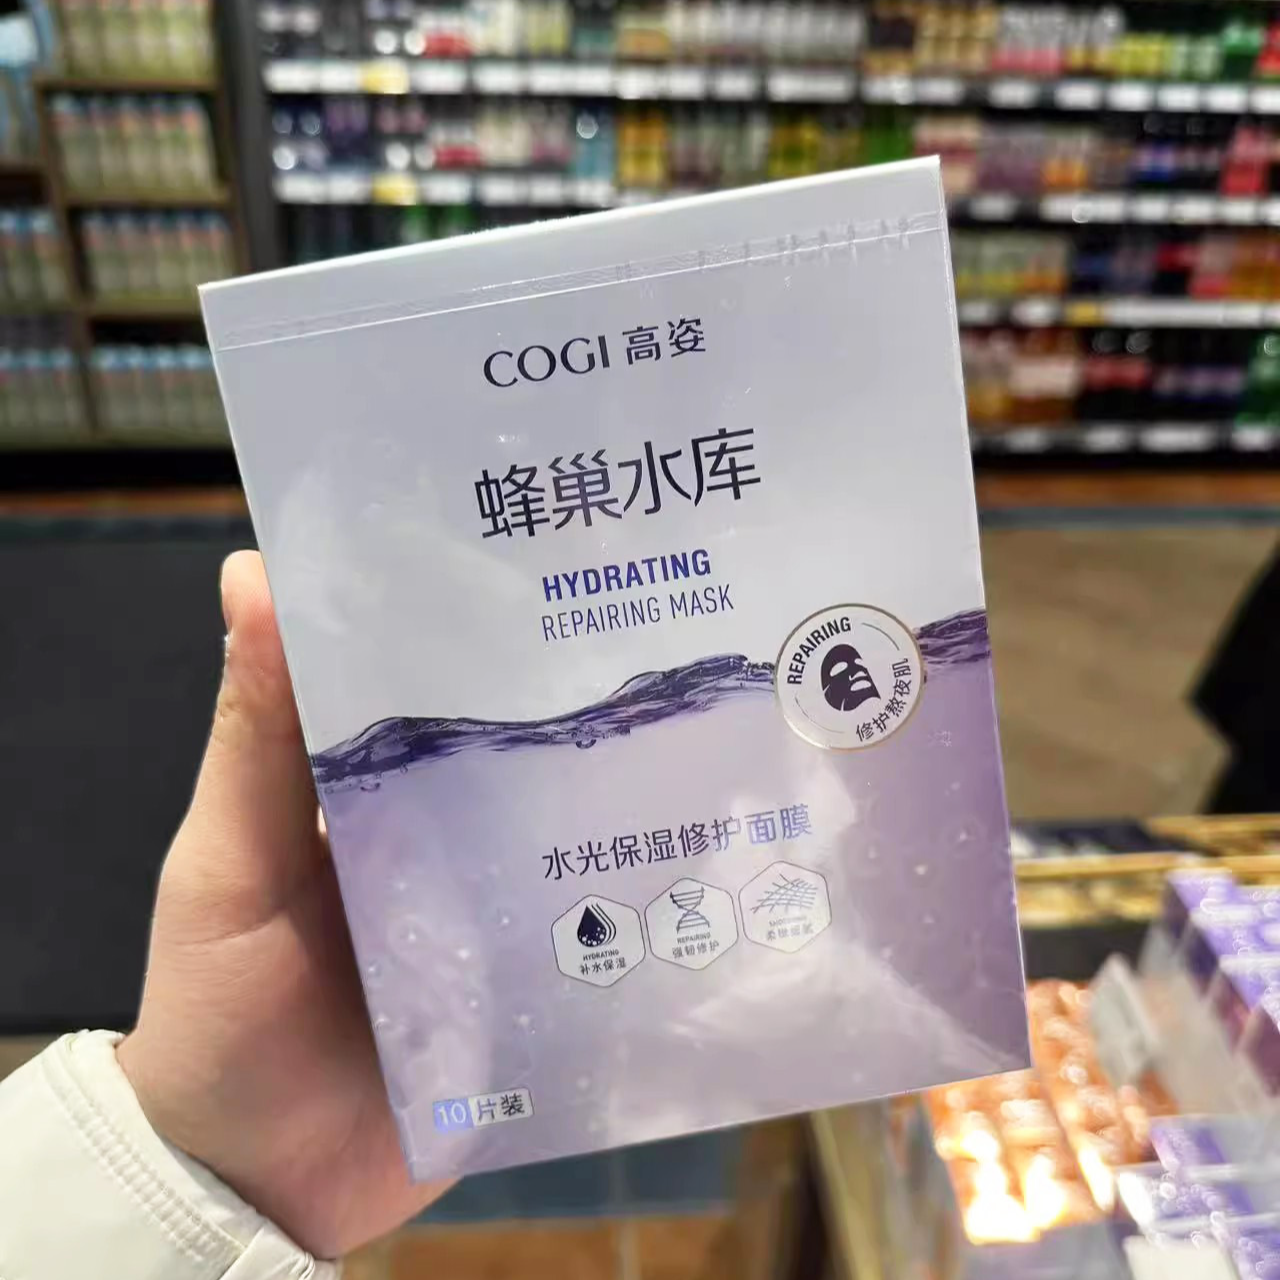 COGI 高姿
蜂巢水库
HYDRATING
REPAIRING MASK
REPAIRING
修护熬夜肌
水光保湿修护面膜
HYDRATING
补水保湿
REPAIRING
强韧修护
SMOOTHING
10片装